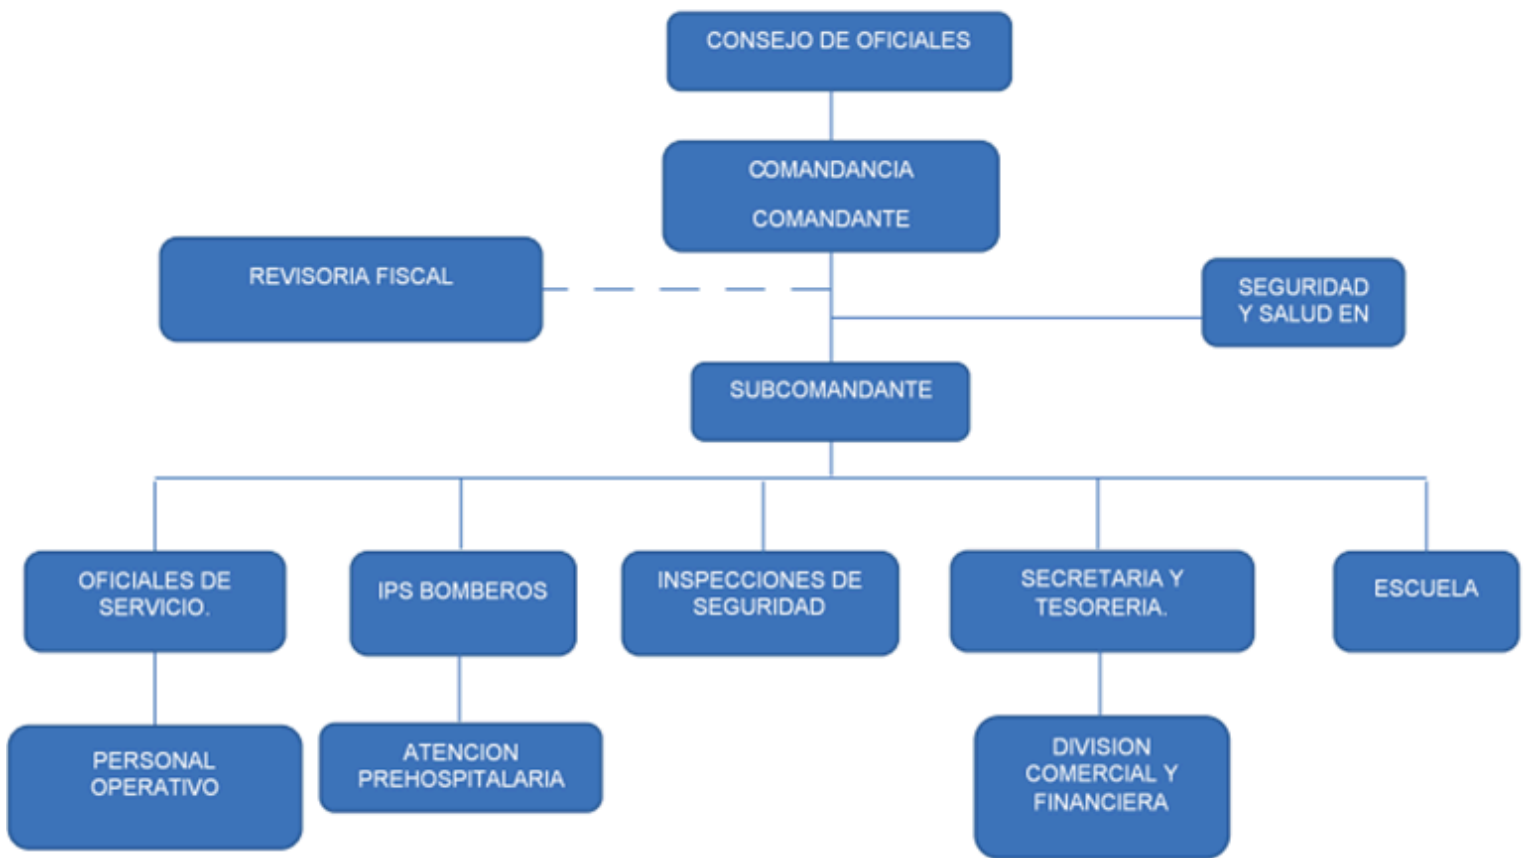 CONSEJO DE OFICIALES
COMANDANCIA
COMANDANTE
REVISORIA FISCAL
SEGURIDAD
Y SALUD EN
SUBCOMANDANTE
OFICIALES DE
SERVICIO.
IPS BOMBEROS
INSPECCIONES DE
SEGURIDAD
SECRETARIA Y
TESORERIA.
ESCUELA
PERSONAL
OPERATIVO
ATENCION
PREHOSPITALARIA
DIVISION
COMERCIAL Y
FINANCIERA